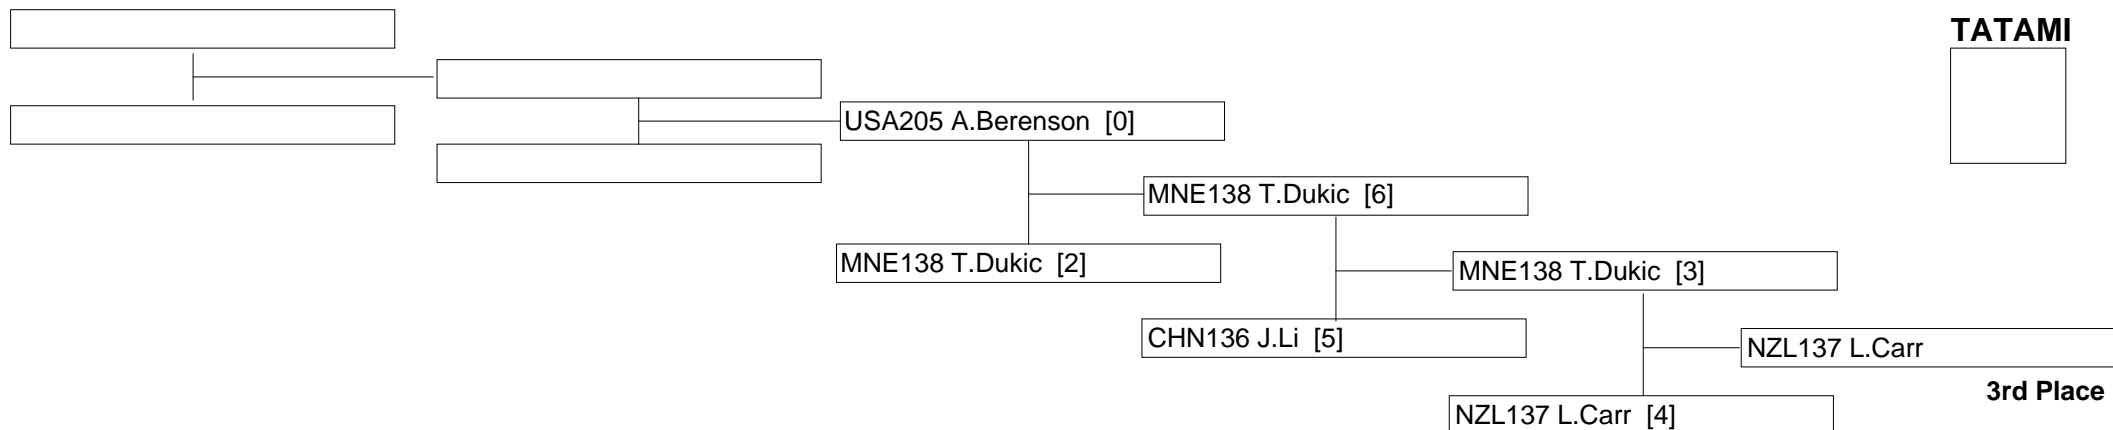 TATAMI
USA205 A.Berenson [0]
MNE138 T.Dukic [6]
MNE138 T.Dukic [2]
MNE138 T.Dukic [3]
CHN136 J.Li [5]
NZL137 L.Carr
3rd Place
NZL137 L.Carr [4]